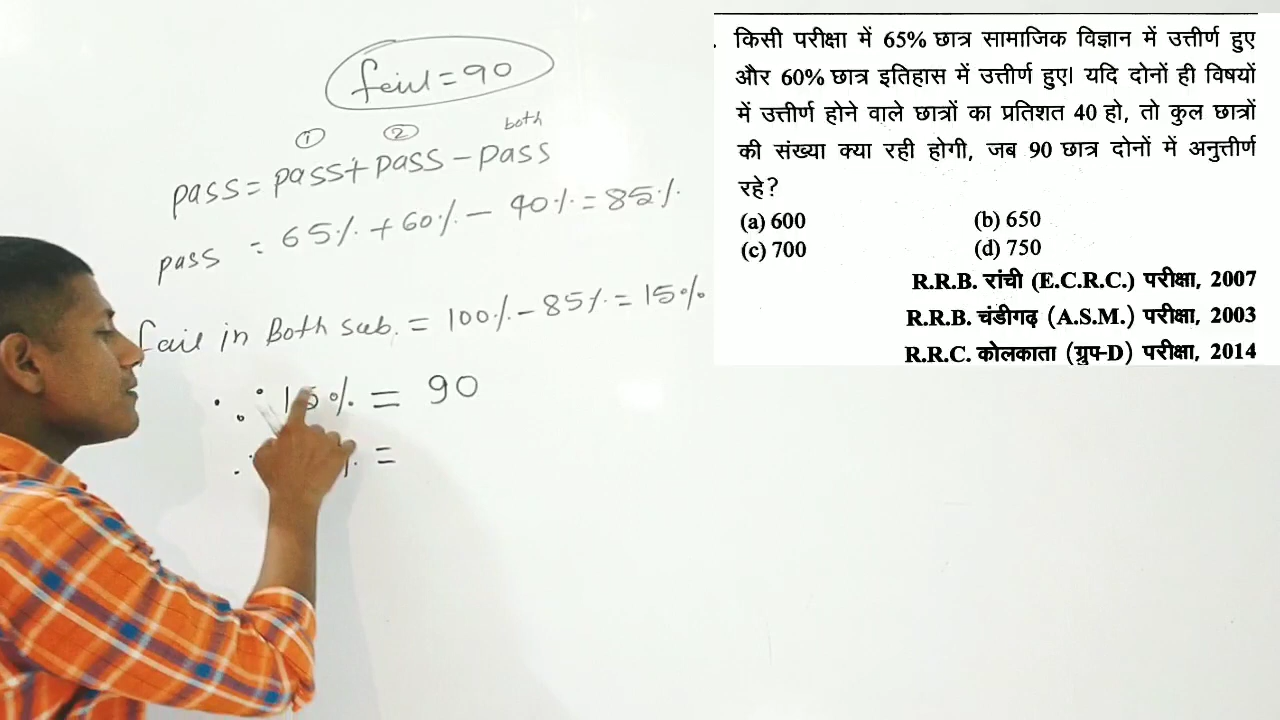 fail = 90
① ② both
pass = pass + pass - pass
pass = 65% + 60% - 40% = 85%
fail in Both sub. = 100% - 85% = 15%
∵ 15% = 90
% =
किसी परीक्षा में 65% छात्र सामाजिक विज्ञान में उत्तीर्ण हुए
और 60% छात्र इतिहास में उत्तीर्ण हुए। यदि दोनों ही विषयों
में उत्तीर्ण होने वाले छात्रों का प्रतिशत 40 हो, तो कुल छात्रों
की संख्या क्या रही होगी, जब 90 छात्र दोनों में अनुत्तीर्ण
रहे?
(a) 600 (b) 650
(c) 700 (d) 750
R.R.B. रांची (E.C.R.C.) परीक्षा, 2007
R.R.B. चंडीगढ़ (A.S.M.) परीक्षा, 2003
R.R.C. कोलकाता (ग्रुप-D) परीक्षा, 2014